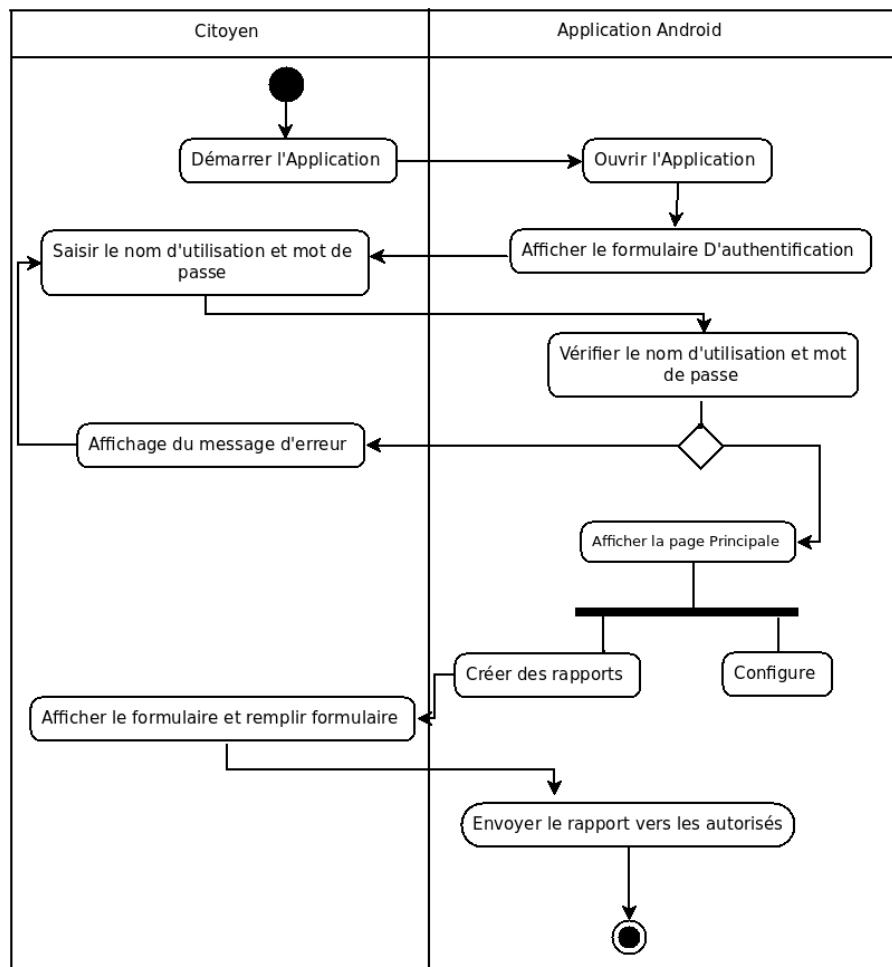 Citoyen
Application Android
Démarrer l'Application
Ouvrir l'Application
Afficher le formulaire D'authentification
Saisir le nom d'utilisation et mot de
passe
Vérifier le nom d'utilisation et mot
de passe
Affichage du message d'erreur
Afficher la page Principale
Créer des rapports
Configure
Afficher le formulaire et remplir formulaire
Envoyer le rapport vers les autorisés